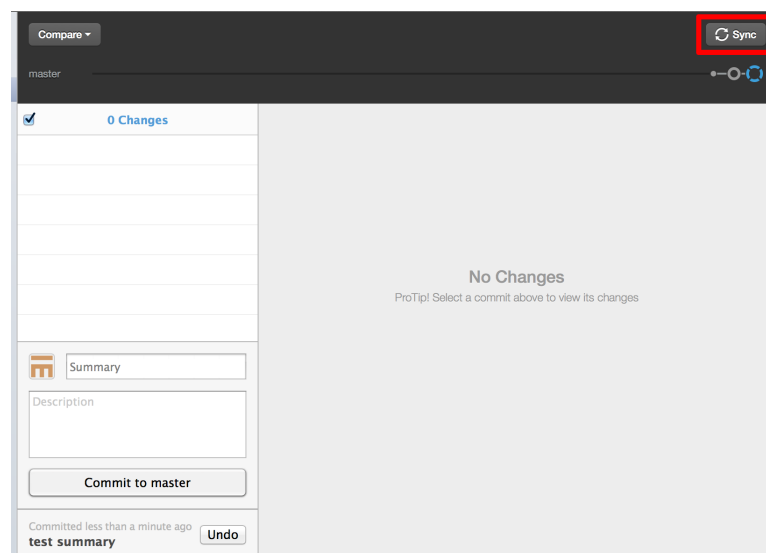 Compare
Sync
master
0 Changes
No Changes
ProTip! Select a commit above to view its changes
Summary
Description
Commit to master
Committed less than a minute ago
test summary
Undo